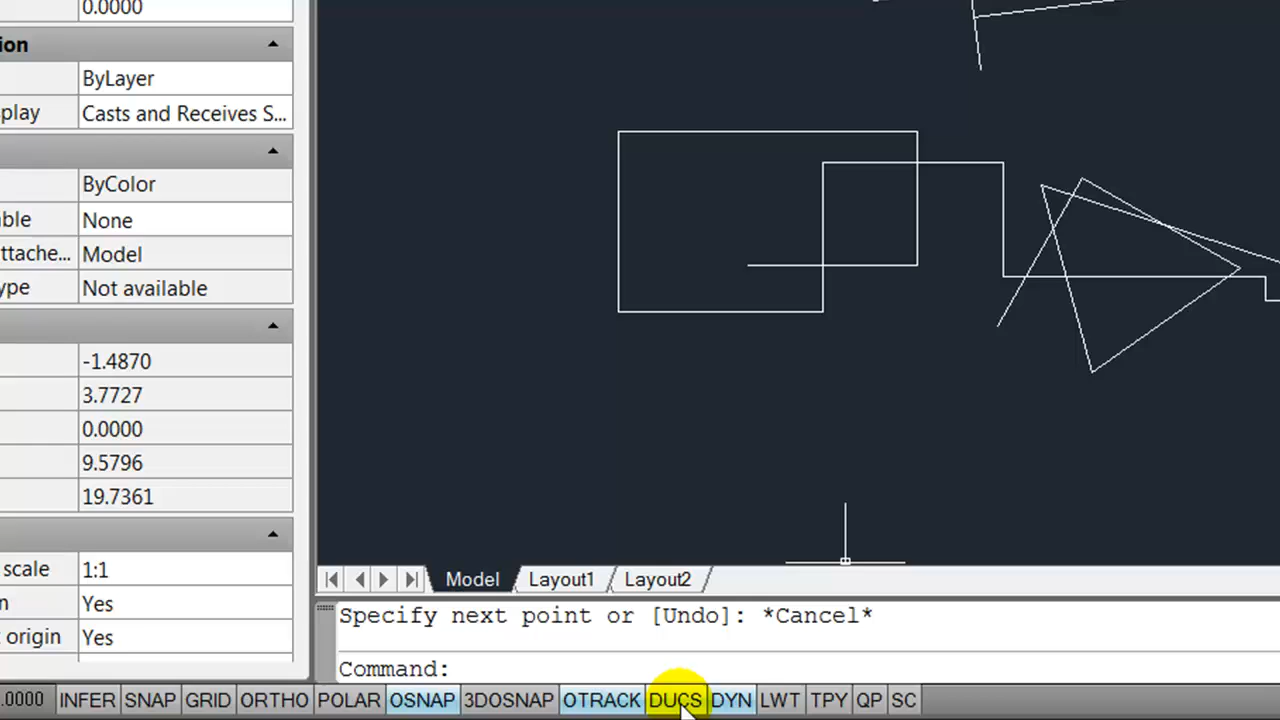 0.0000
ion
ByLayer
play Casts and Receives S...
ByColor
ble None
ttache... Model
ype Not available
-1.4870
3.7727
0.0000
9.5796
19.7361
scale 1:1
n Yes
t origin Yes
Model Layout1 Layout2
Specify next point or [Undo]: *Cancel*
Command:
.0000 INFER SNAP GRID ORTHO POLAR OSNAP 3DOSNAP OTRACK DUCS DYN LWT TPY QP SC